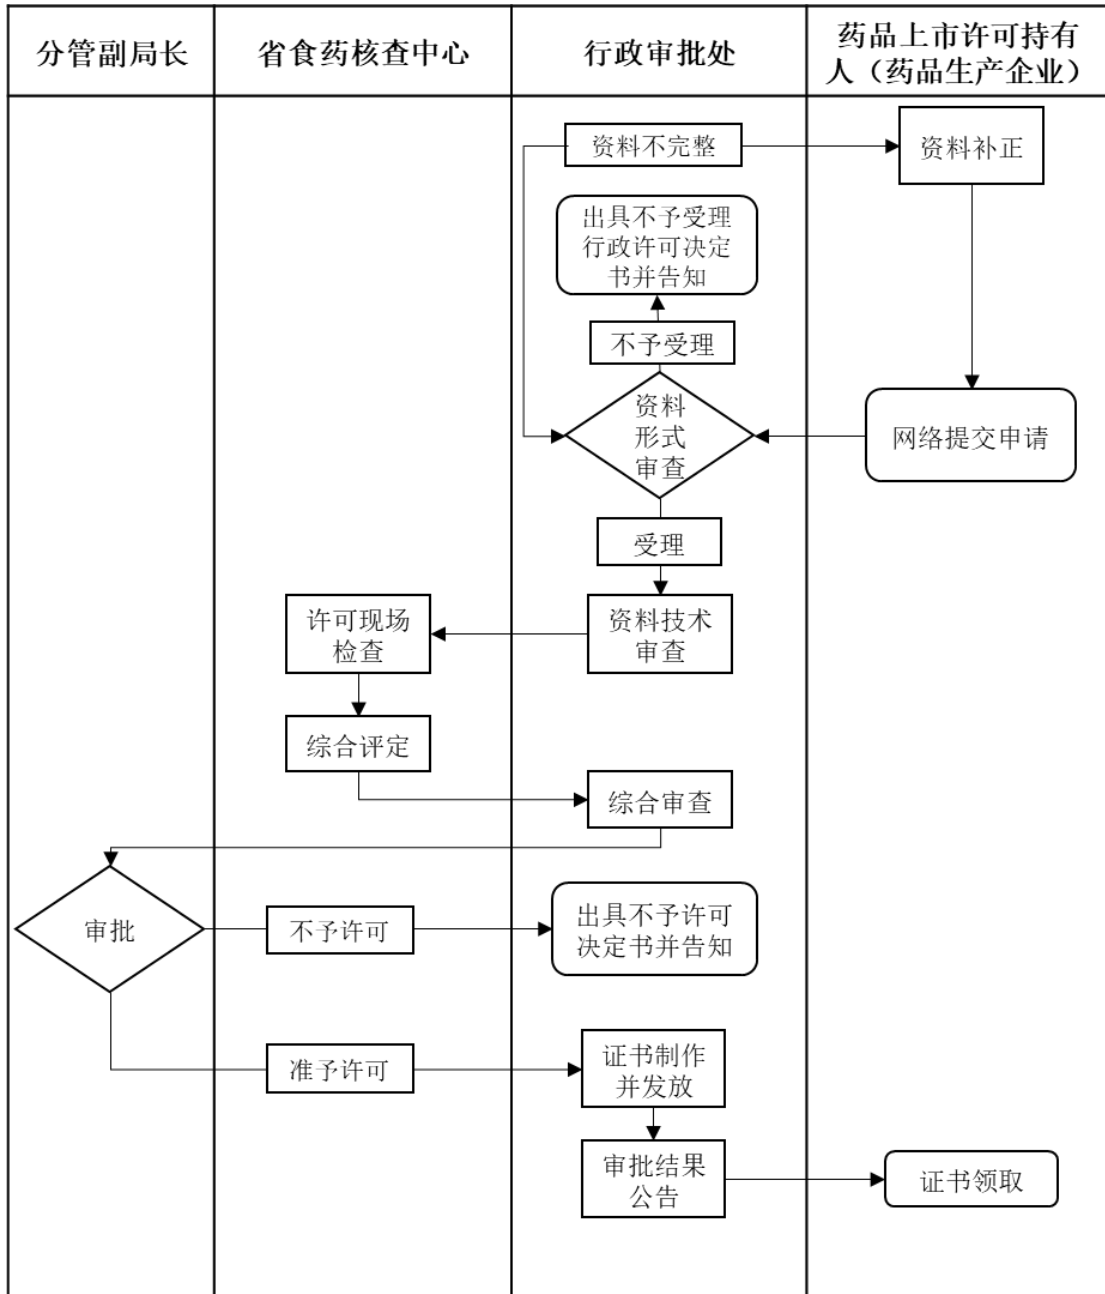 分管副局长
省食药核查中心
行政审批处
药品上市许可持有
人（药品生产企业）
资料不完整
资料补正
出具不予受理
行政许可决定
书并告知
不予受理
资料
形式
审查
网络提交申请
受理
许可现场
检查
资料技术
审查
综合评定
综合审查
审批
不予许可
出具不予许可
决定书并告知
准予许可
证书制作
并发放
审批结果
公告
证书领取